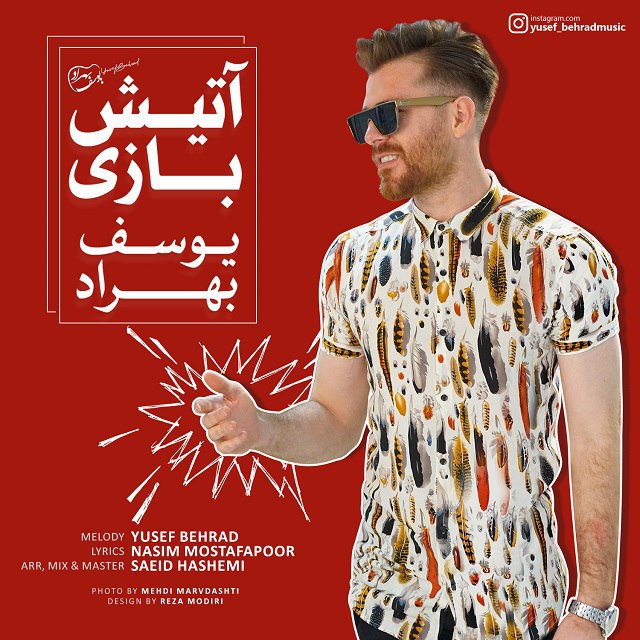 instagram.com
yusef_behradmusic
آتیش
بازی
یوسف
بهراد
MELODY YUSEF BEHRAD
LYRICS NASIM MOSTAFAPOOR
ARR, MIX & MASTER SAEID HASHEMI
PHOTO BY MEHDI MARVDASHTI
DESIGN BY REZA MODIRI